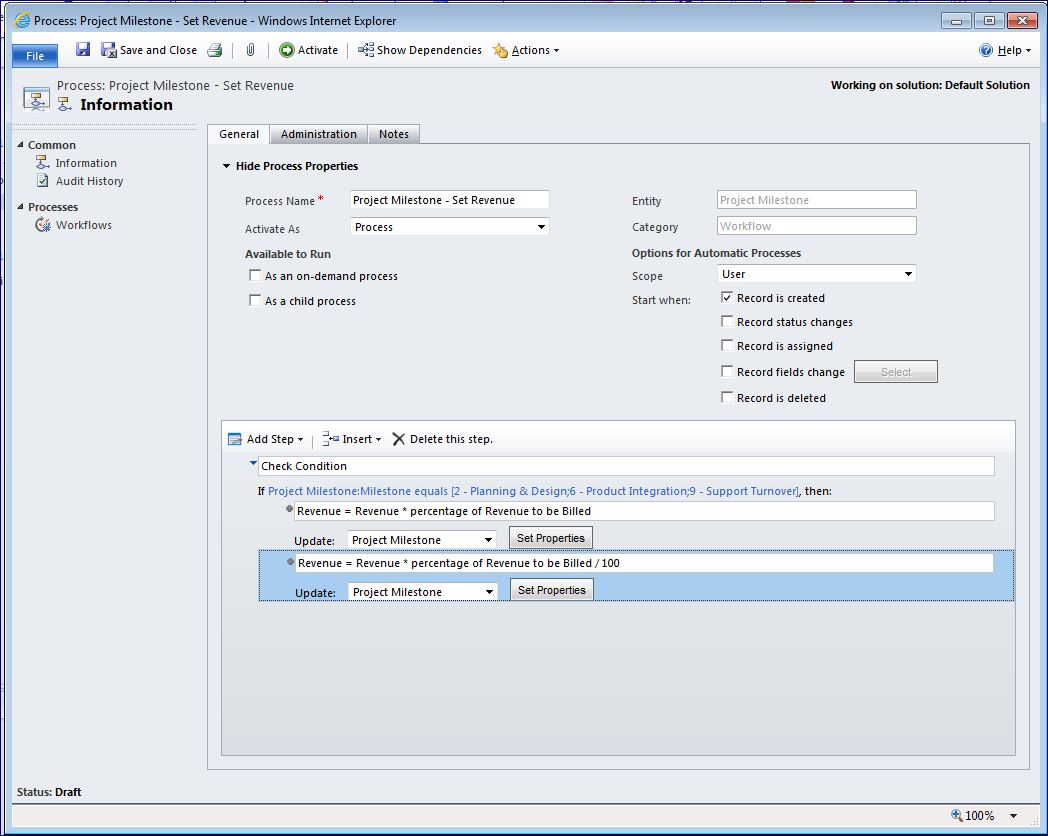 Process: Project Milestone - Set Revenue - Windows Internet Explorer
File Save and Close Activate Show Dependencies Actions Help
Process: Project Milestone - Set Revenue
Information
Working on solution: Default Solution
Common
Information
Audit History
Processes
Workflows
General Administration Notes
Hide Process Properties
Process Name * Project Milestone - Set Revenue
Activate As Process
Available to Run
As an on-demand process
As a child process
Entity Project Milestone
Category Workflow
Options for Automatic Processes
Scope User
Start when: Record is created
Record status changes
Record is assigned
Record fields change Select
Record is deleted
Add Step Insert Delete this step.
Check Condition
If Project Milestone:Milestone equals [2 - Planning & Design;6 - Product Integration;9 - Support Turnover], then:
Revenue = Revenue * percentage of Revenue to be Billed
Update: Project Milestone Set Properties
Revenue = Revenue * percentage of Revenue to be Billed / 100
Update: Project Milestone Set Properties
Status: Draft
100%